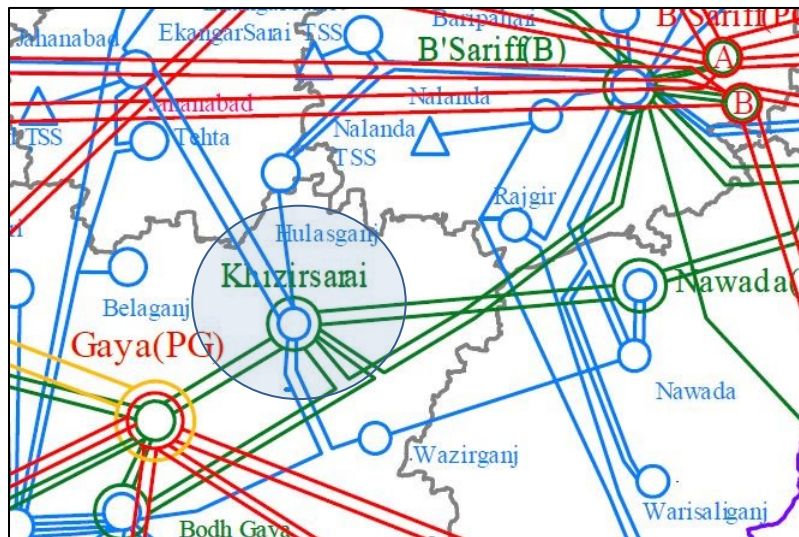 Baripahari
B'Sariff(P
Jahanabad
EkangarSarai TSS
B'Sariff(B)
A
Jahanabad
Nalanda
B
TSS
Tehta
Nalanda
TSS
Rajgir
Hulasganj
Khizirsarai
Nawada(
Belaganj
Gaya(PG)
Nawada
Wazirganj
Warisaliganj
Bodh Gaya